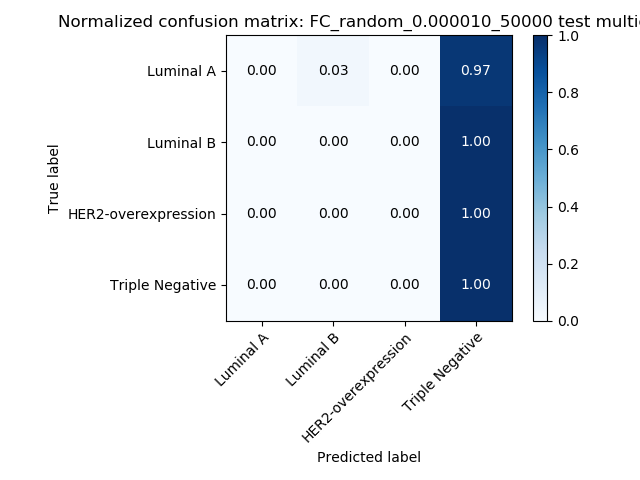 Normalized confusion matrix: FC_random_0.000010_50000 test multi
Luminal A 0.00 0.03 0.00 0.97
Luminal B 0.00 0.00 0.00 1.00
HER2-overexpression 0.00 0.00 0.00 1.00
Triple Negative 0.00 0.00 0.00 1.00
True label
Luminal A
Luminal B
HER2-overexpression
Triple Negative
Predicted label
1.0
0.8
0.6
0.4
0.2
0.0